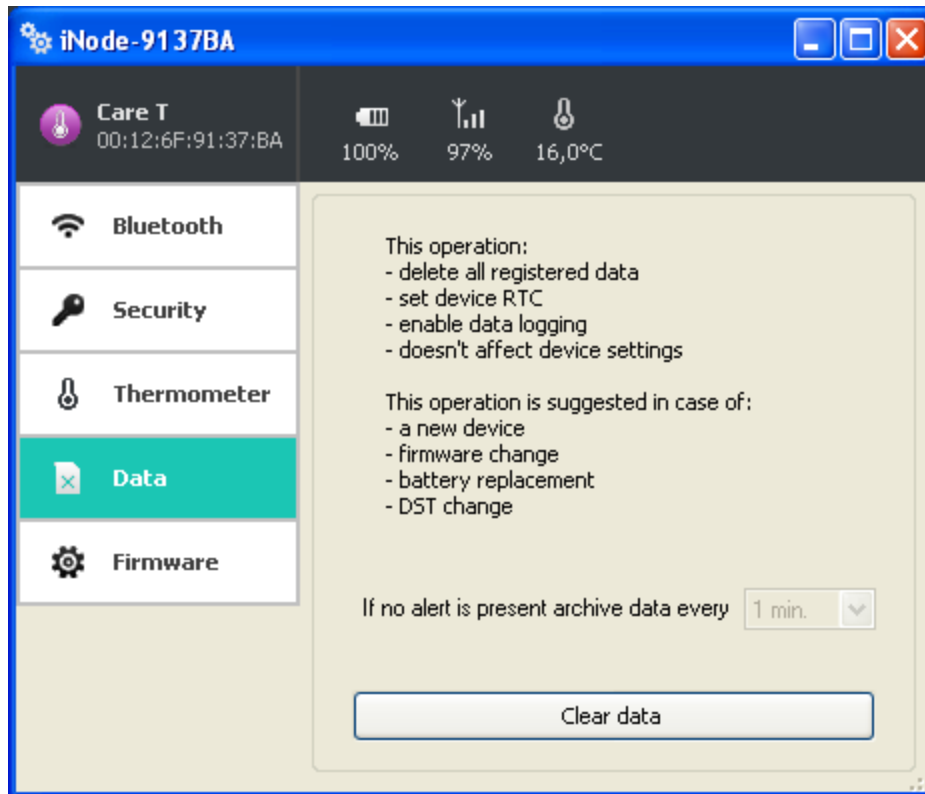 iNode-9137BA
Care T
00:12:6F:91:37:BA
100%
97%
16,0°C
Bluetooth
Security
Thermometer
Data
Firmware
This operation:
- delete all registered data
- set device RTC
- enable data logging
- doesn't affect device settings
This operation is suggested in case of:
- a new device
- firmware change
- battery replacement
- DST change
If no alert is present archive data every 1 min.
Clear data